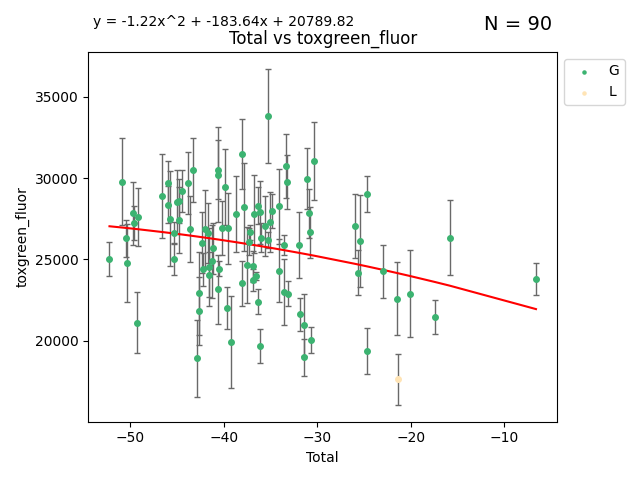 y = -1.22x^2 + -183.64x + 20789.82
N = 90
Total vs toxgreen_fluor
G
L
toxgreen_fluor
35000
30000
25000
20000
−50
−40
−30
−20
−10
Total